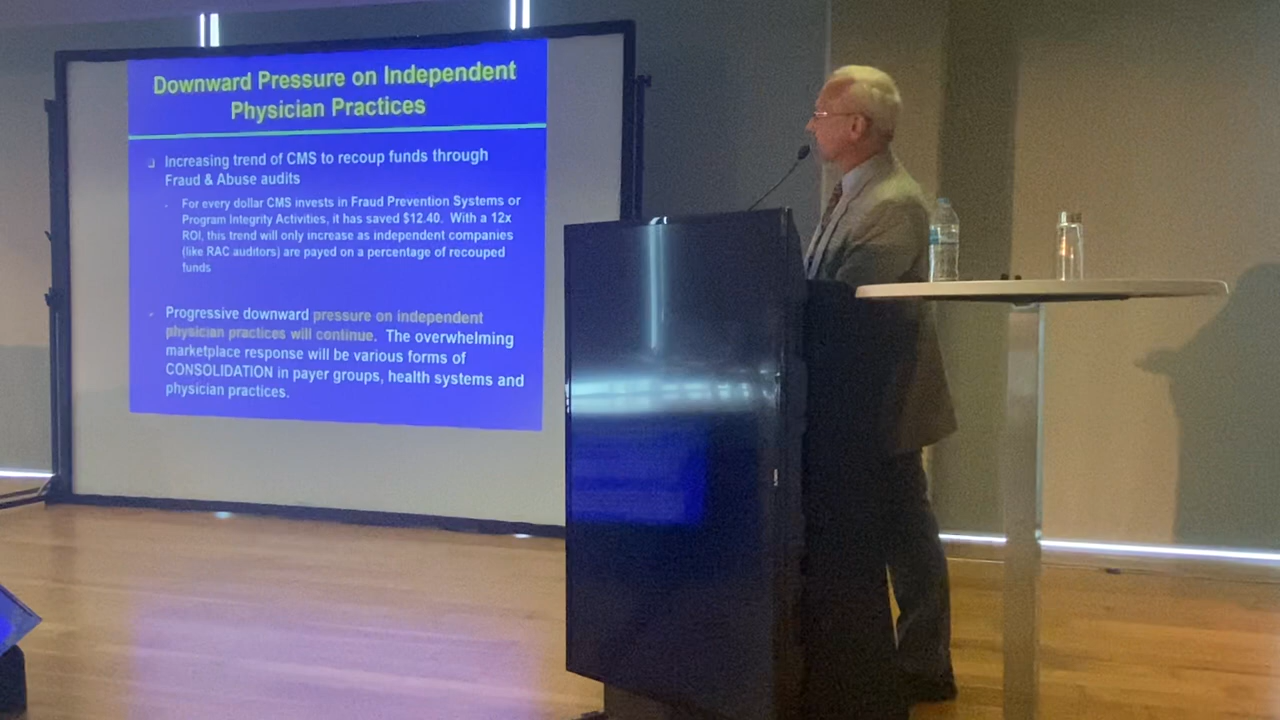 Downward Pressure on Independent
Physician Practices
Increasing trend of CMS to recoup funds through
Fraud & Abuse audits
For every dollar CMS invests in Fraud Prevention Systems or
Program Integrity Activities, it has saved $12.40. With a 12x
ROI, this trend will only increase as independent companies
(like RAC auditors) are payed on a percentage of recouped
funds
Progressive downward pressure on independent
physician practices will continue. The overwhelming
marketplace response will be various forms of
CONSOLIDATION in payer groups, health systems and
physician practices.